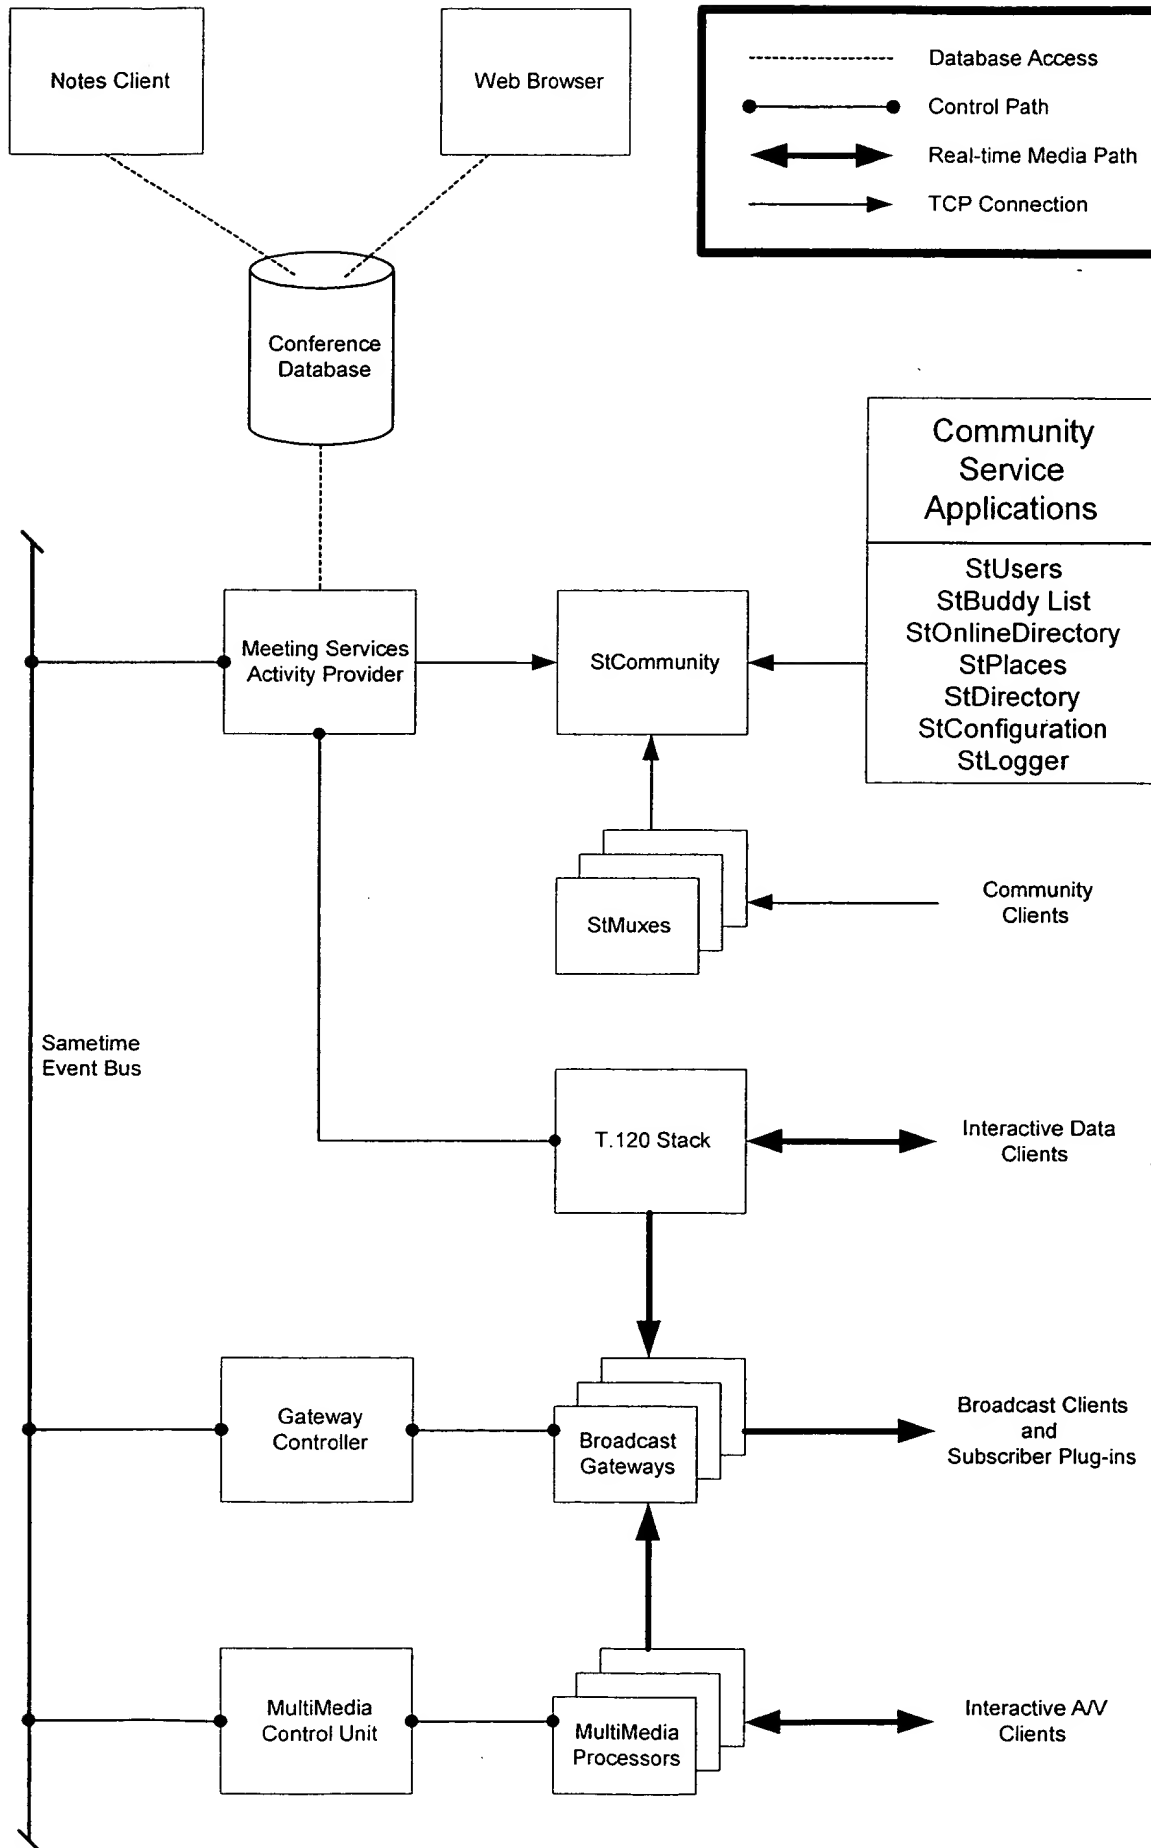 Notes Client
Web Browser
Database Access
Control Path
Real-time Media Path
TCP Connection
Conference
Database
Community
Service
Applications
StUsers
StBuddy List
StOnlineDirectory
StPlaces
StDirectory
StConfiguration
StLogger
Meeting Services
Activity Provider
StCommunity
StMuxes
Community
Clients
Sametime
Event Bus
T.120 Stack
Interactive Data
Clients
Gateway
Controller
Broadcast
Gateways
Broadcast Clients
and
Subscriber Plug-ins
MultiMedia
Control Unit
MultiMedia
Processors
Interactive A/V
Clients